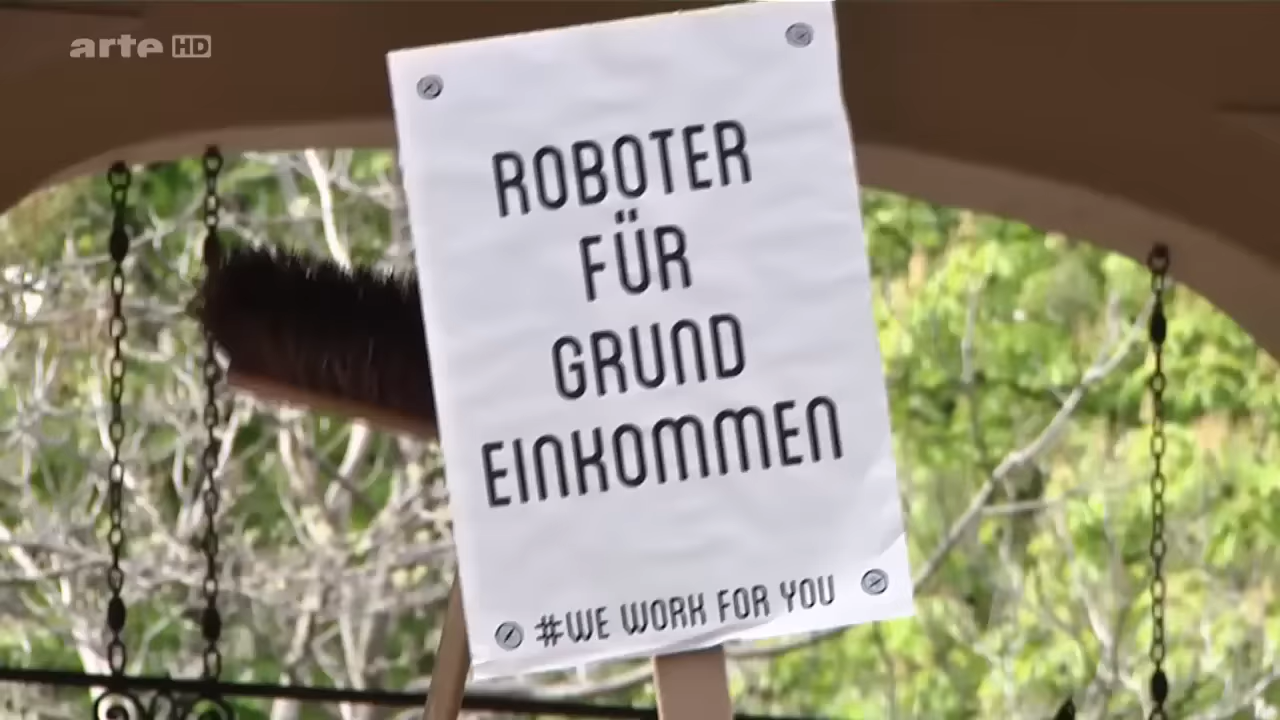 arte HD
ROBOTER
FÜR
GRUND
EINKOMMEN
#WE WORK FOR YOU